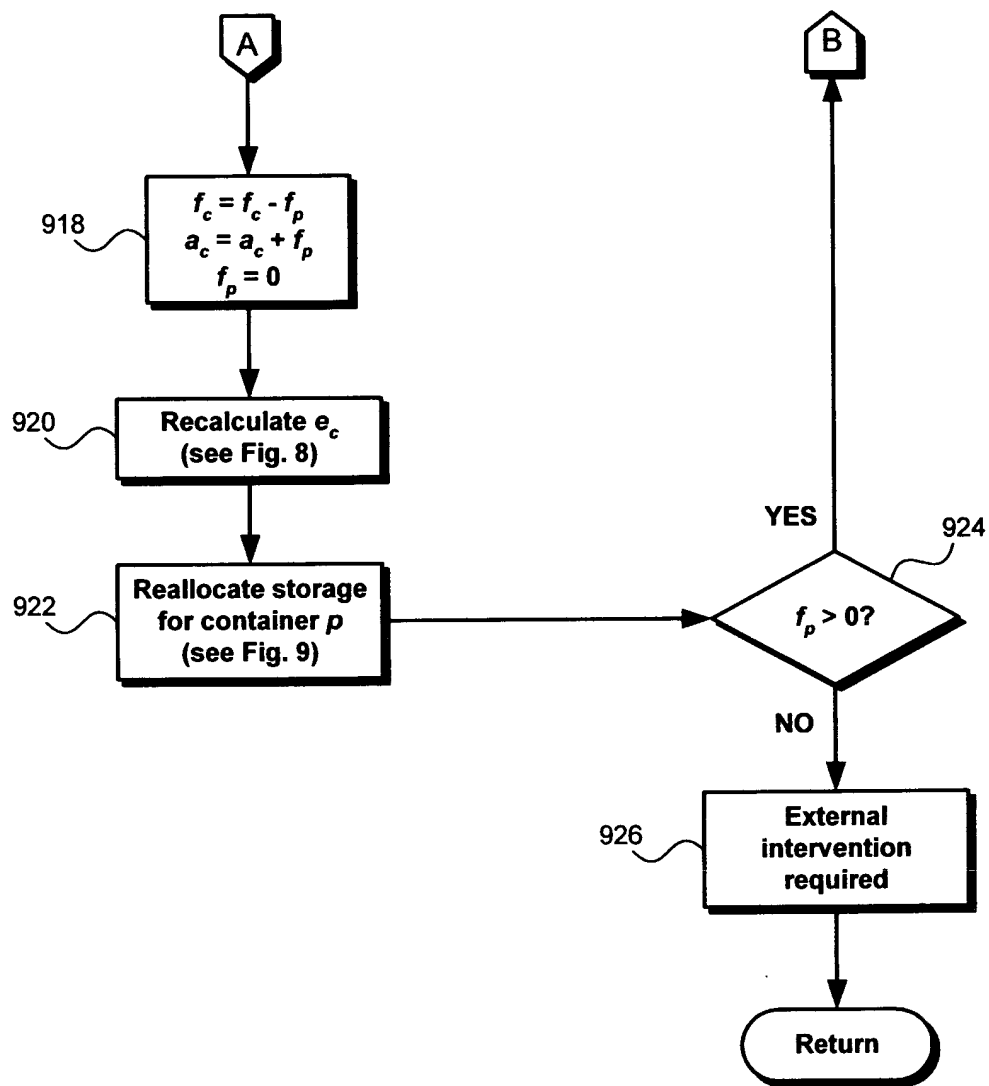 A
B
918
f_c = f_c - f_p
a_c = a_c + f_p
f_p = 0
920
Recalculate e_c
(see Fig. 8)
922
Reallocate storage
for container p
(see Fig. 9)
YES
924
f_p > 0?
NO
926
External
intervention
required
Return